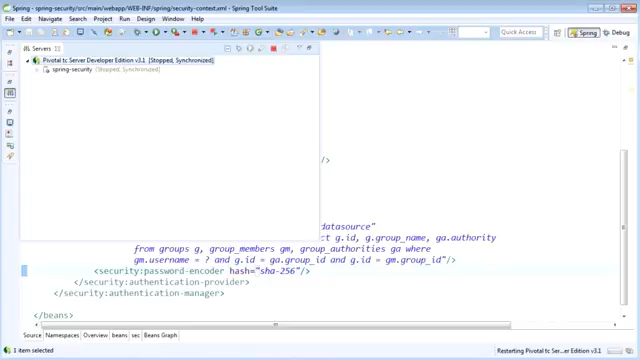 Spring - spring-security/src/main/webapp/WEB-INF/spring/security-context.xml - Spring Tool Suite
File Edit Navigate Search Project Run Design Window Help
Quick Access
Spring
Debug
Servers
Pivotal tc Server Developer Edition v3.1 [Stopped, Synchronized]
spring-security [Stopped, Synchronized]
/>
datasource"
ct g.id, g.group_name, ga.authority
from groups g, group_members gm, group_authorities ga where
gm.username = ? and g.id = ga.group_id and g.id = gm.group_id"/>
<security:password-encoder hash="sha-256"/>
</security:authentication-provider>
</security:authentication-manager>
</beans>
Source Namespaces Overview beans sec Beans Graph
1 item selected
Restarting Pivotal tc Ser...er Edition v3.1